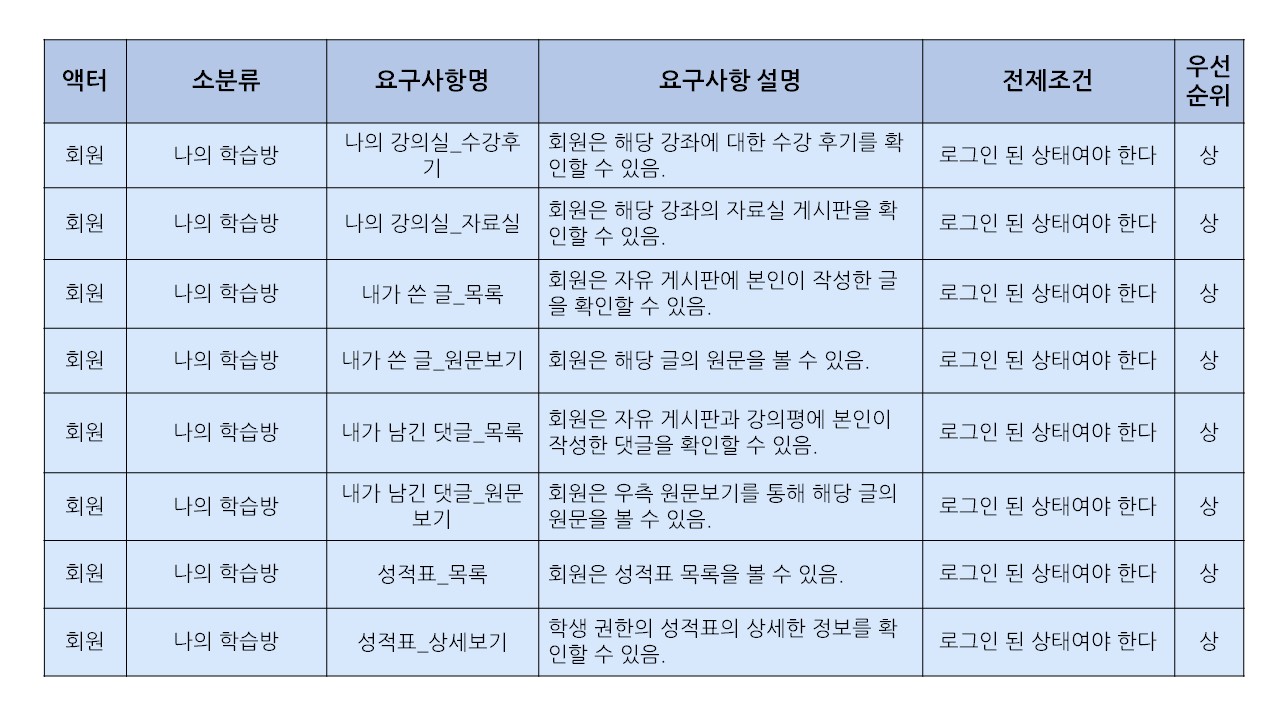 액터 소분류 요구사항명 요구사항 설명 전제조건 우선
순위
회원 나의 학습방 나의 강의실_수강후
기 회원은 해당 강좌에 대한 수강 후기를 확
인할 수 있음. 로그인 된 상태여야 한다 상
회원 나의 학습방 나의 강의실_자료실 회원은 해당 강좌의 자료실 게시판을 확
인할 수 있음. 로그인 된 상태여야 한다 상
회원 나의 학습방 내가 쓴 글_목록 회원은 자유 게시판에 본인이 작성한 글
을 확인할 수 있음. 로그인 된 상태여야 한다 상
회원 나의 학습방 내가 쓴 글_원문보기 회원은 해당 글의 원문을 볼 수 있음. 로그인 된 상태여야 한다 상
회원 나의 학습방 내가 남긴 댓글_목록 회원은 자유 게시판과 강의평에 본인이
작성한 댓글을 확인할 수 있음. 로그인 된 상태여야 한다 상
회원 나의 학습방 내가 남긴 댓글_원문
보기 회원은 우측 원문보기를 통해 해당 글의
원문을 볼 수 있음. 로그인 된 상태여야 한다 상
회원 나의 학습방 성적표_목록 회원은 성적표 목록을 볼 수 있음. 로그인 된 상태여야 한다 상
회원 나의 학습방 성적표_상세보기 학생 권한의 성적표의 상세한 정보를 확
인할 수 있음. 로그인 된 상태여야 한다 상